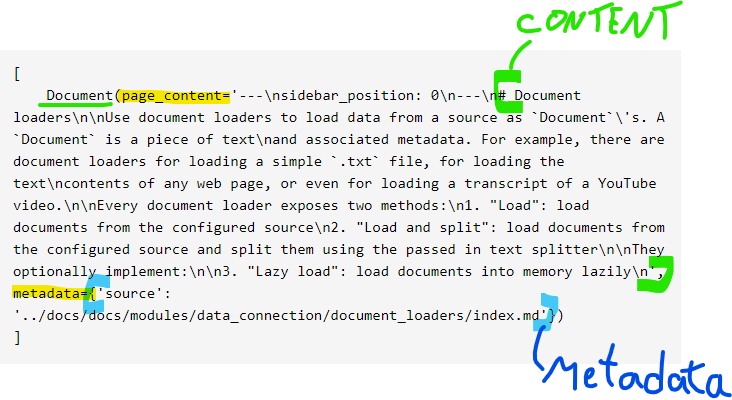 CONTENT
[
Document(page_content='---\nsidebar_position: 0\n---\n# Document
loaders\n\nUse document loaders to load data from a source as `Document`\'s. A
`Document` is a piece of text\nand associated metadata. For example, there are
document loaders for loading a simple `.txt` file, for loading the
text\ncontents of any web page, or even for loading a transcript of a YouTube
video.\n\nEvery document loader exposes two methods:\n1. "Load": load
documents from the configured source\n2. "Load and split": load documents from
the configured source and split them using the passed in text splitter\n\nThey
optionally implement:\n\n3. "Lazy load": load documents into memory lazily\n',
metadata={'source':
'../docs/docs/modules/data_connection/document_loaders/index.md'})
]
Metadata